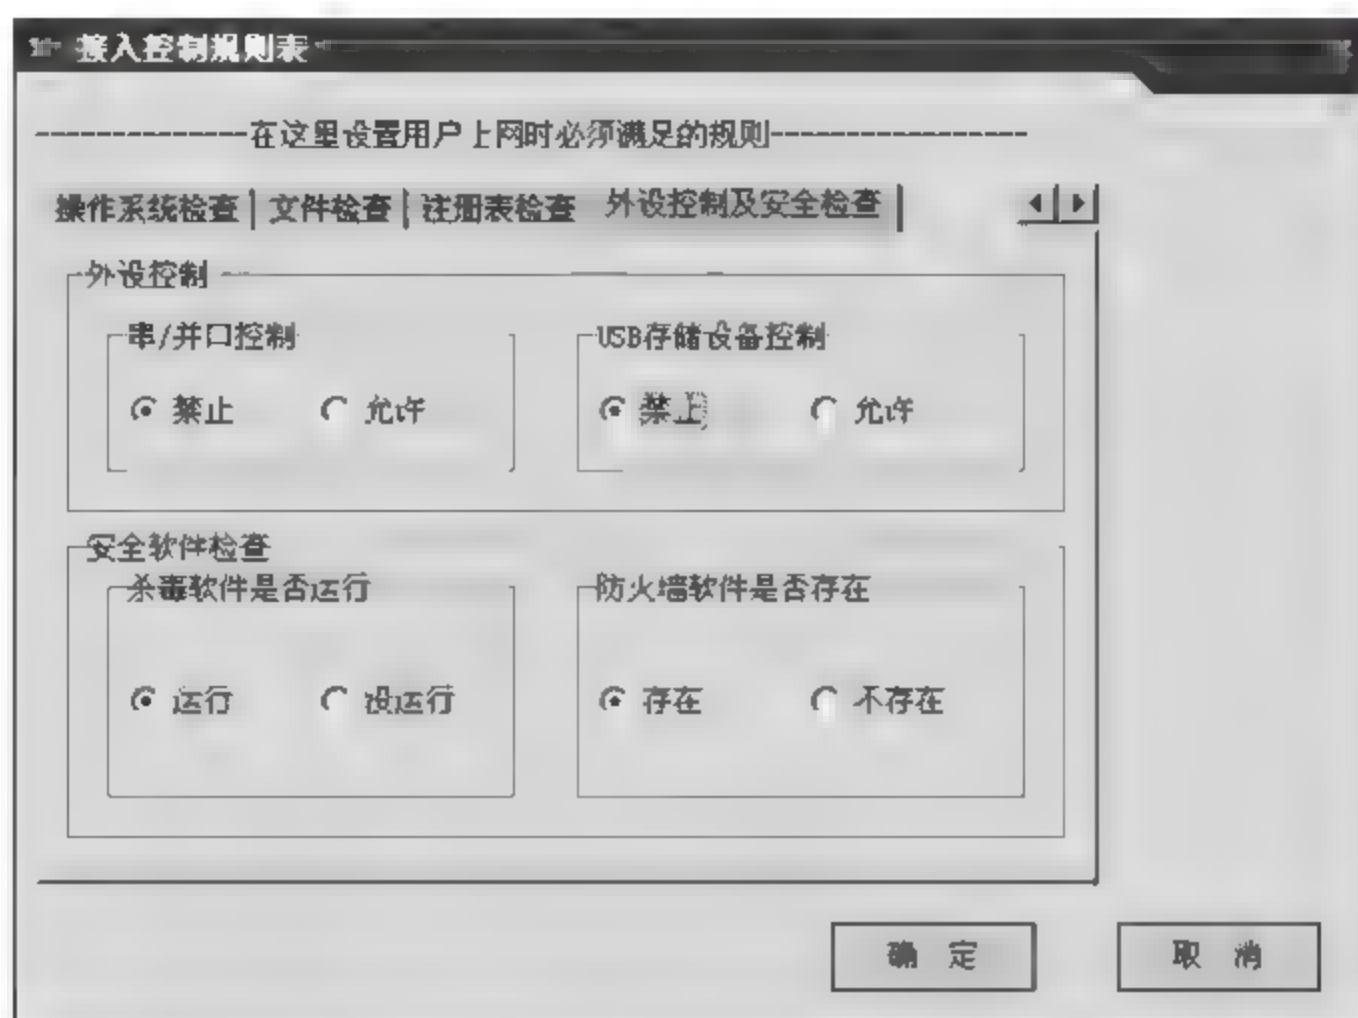 接入控制规则表
--------------在这里设置用户上网时必须满足的规则-----------------
操作系统检查 文件检查 注册表检查 外设控制及安全检查
外设控制
串/并口控制 USB存储设备控制
禁止 允许 禁止 允许
安全软件检查
杀毒软件是否运行 防火墙软件是否存在
运行 没运行 存在 不存在
确 定 取 消